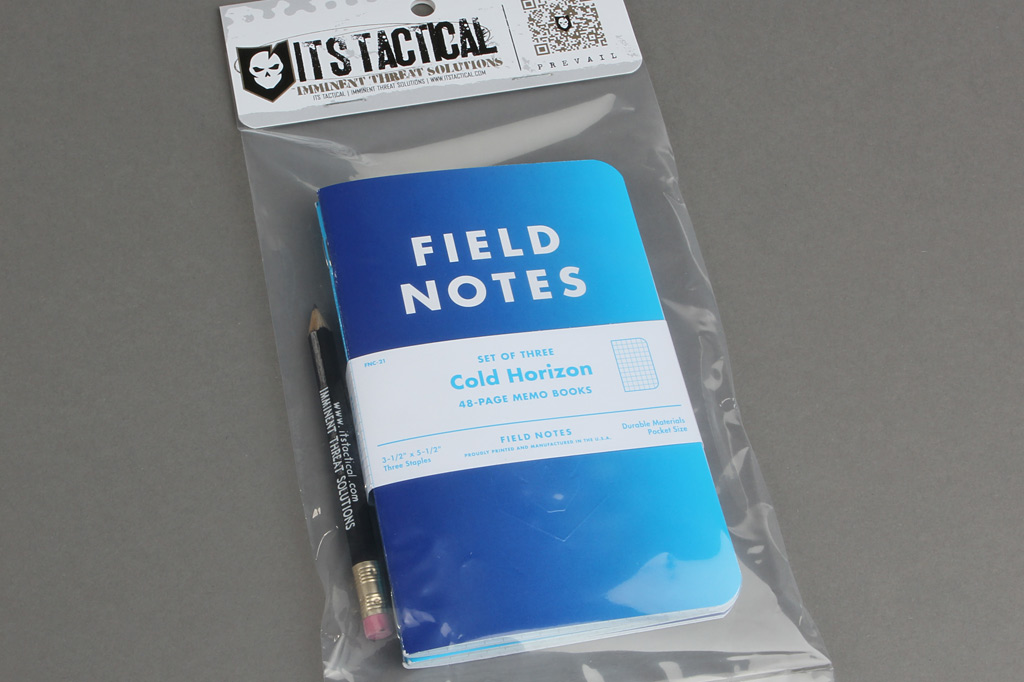 ITS TACTICAL
IMMINENT THREAT SOLUTIONS
ITS TACTICAL | IMMINENT THREAT SOLUTIONS | WWW.ITSTACTICAL.COM
PREVAIL
FIELD
NOTES
FNC-21
SET OF THREE
Cold Horizon
48-PAGE MEMO BOOKS
3-1/2" x 5-1/2"
Three Staples
FIELD NOTES
PROUDLY PRINTED AND MANUFACTURED IN THE U.S.A.
Durable Materials
Pocket Size
www.itstactical.com
IMMINENT THREAT SOLUTIONS